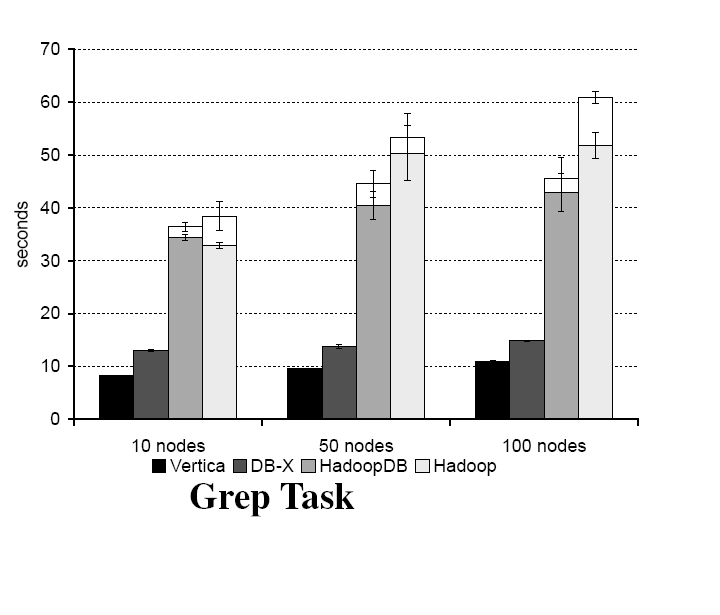 70
60
50
40
30
20
10
0
seconds
10 nodes 50 nodes 100 nodes
Vertica DB-X HadoopDB Hadoop
Grep Task